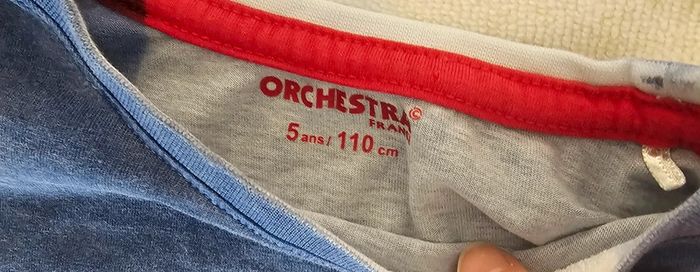 ORCHESTRA©
FRAN
5 ans / 110 cm